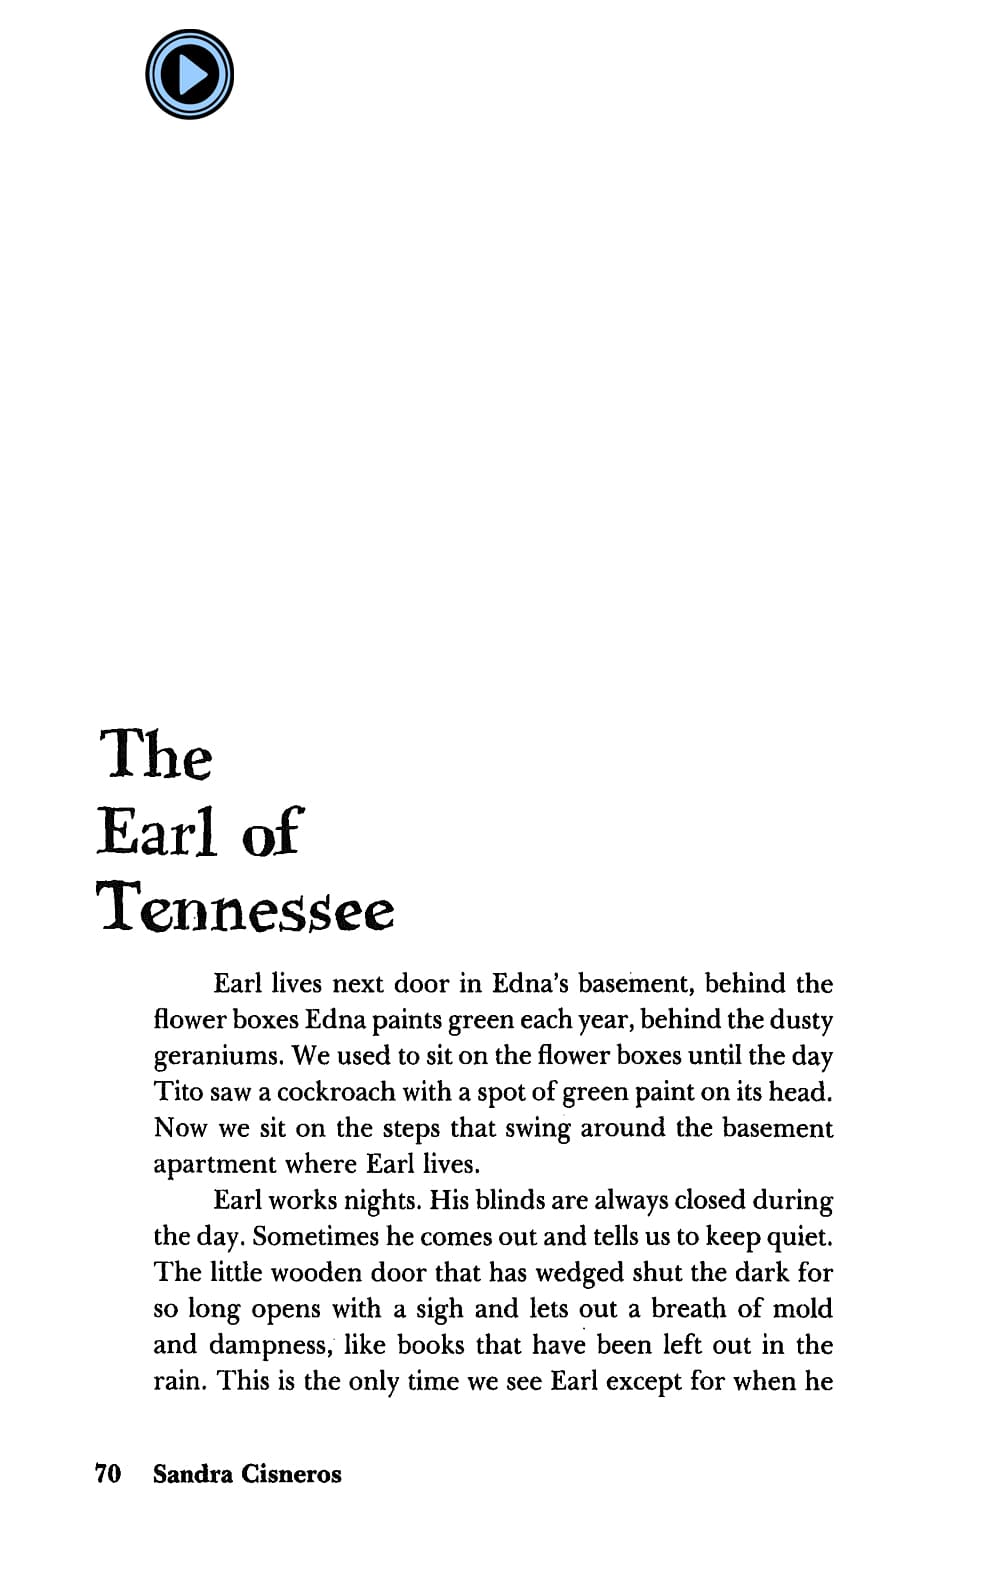 The
Earl of
Tennessee
Earl lives next door in Edna's basement, behind the
flower boxes Edna paints green each year, behind the dusty
geraniums. We used to sit on the flower boxes until the day
Tito saw a cockroach with a spot of green paint on its head.
Now we sit on the steps that swing around the basement
apartment where Earl lives.
Earl works nights. His blinds are always closed during
the day. Sometimes he comes out and tells us to keep quiet.
The little wooden door that has wedged shut the dark for
so long opens with a sigh and lets out a breath of mold
and dampness, like books that have been left out in the
rain. This is the only time we see Earl except for when he
70 Sandra Cisneros